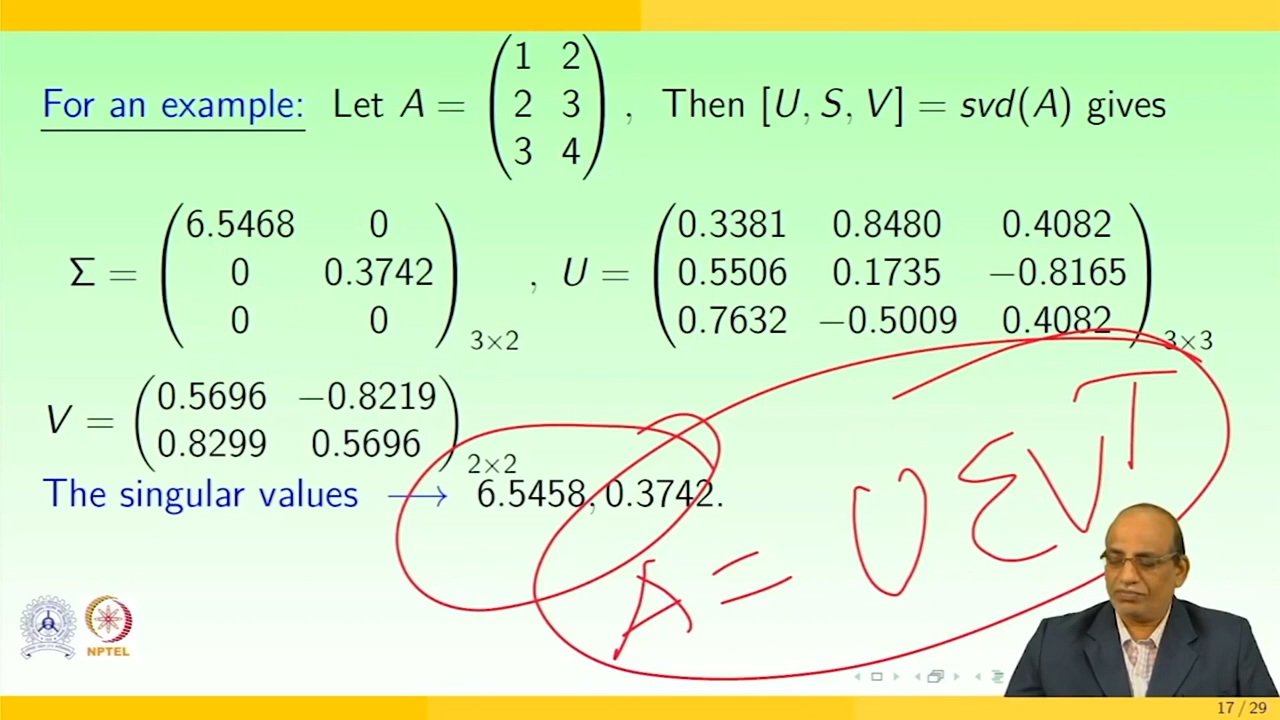 For an example: Let A = (1 2
2 3
3 4), Then [U, S, V] = svd(A) gives
Σ = (6.5468 0
0 0.3742
0 0)3×2, U = (0.3381 0.8480 0.4082
0.5506 0.1735 −0.8165
0.7632 −0.5009 0.4082)3×3
V = (0.5696 −0.8219
0.8299 0.5696)2×2
The singular values ⟶ 6.5458, 0.3742.
A = UΣV^T
NPTEL
17 / 29